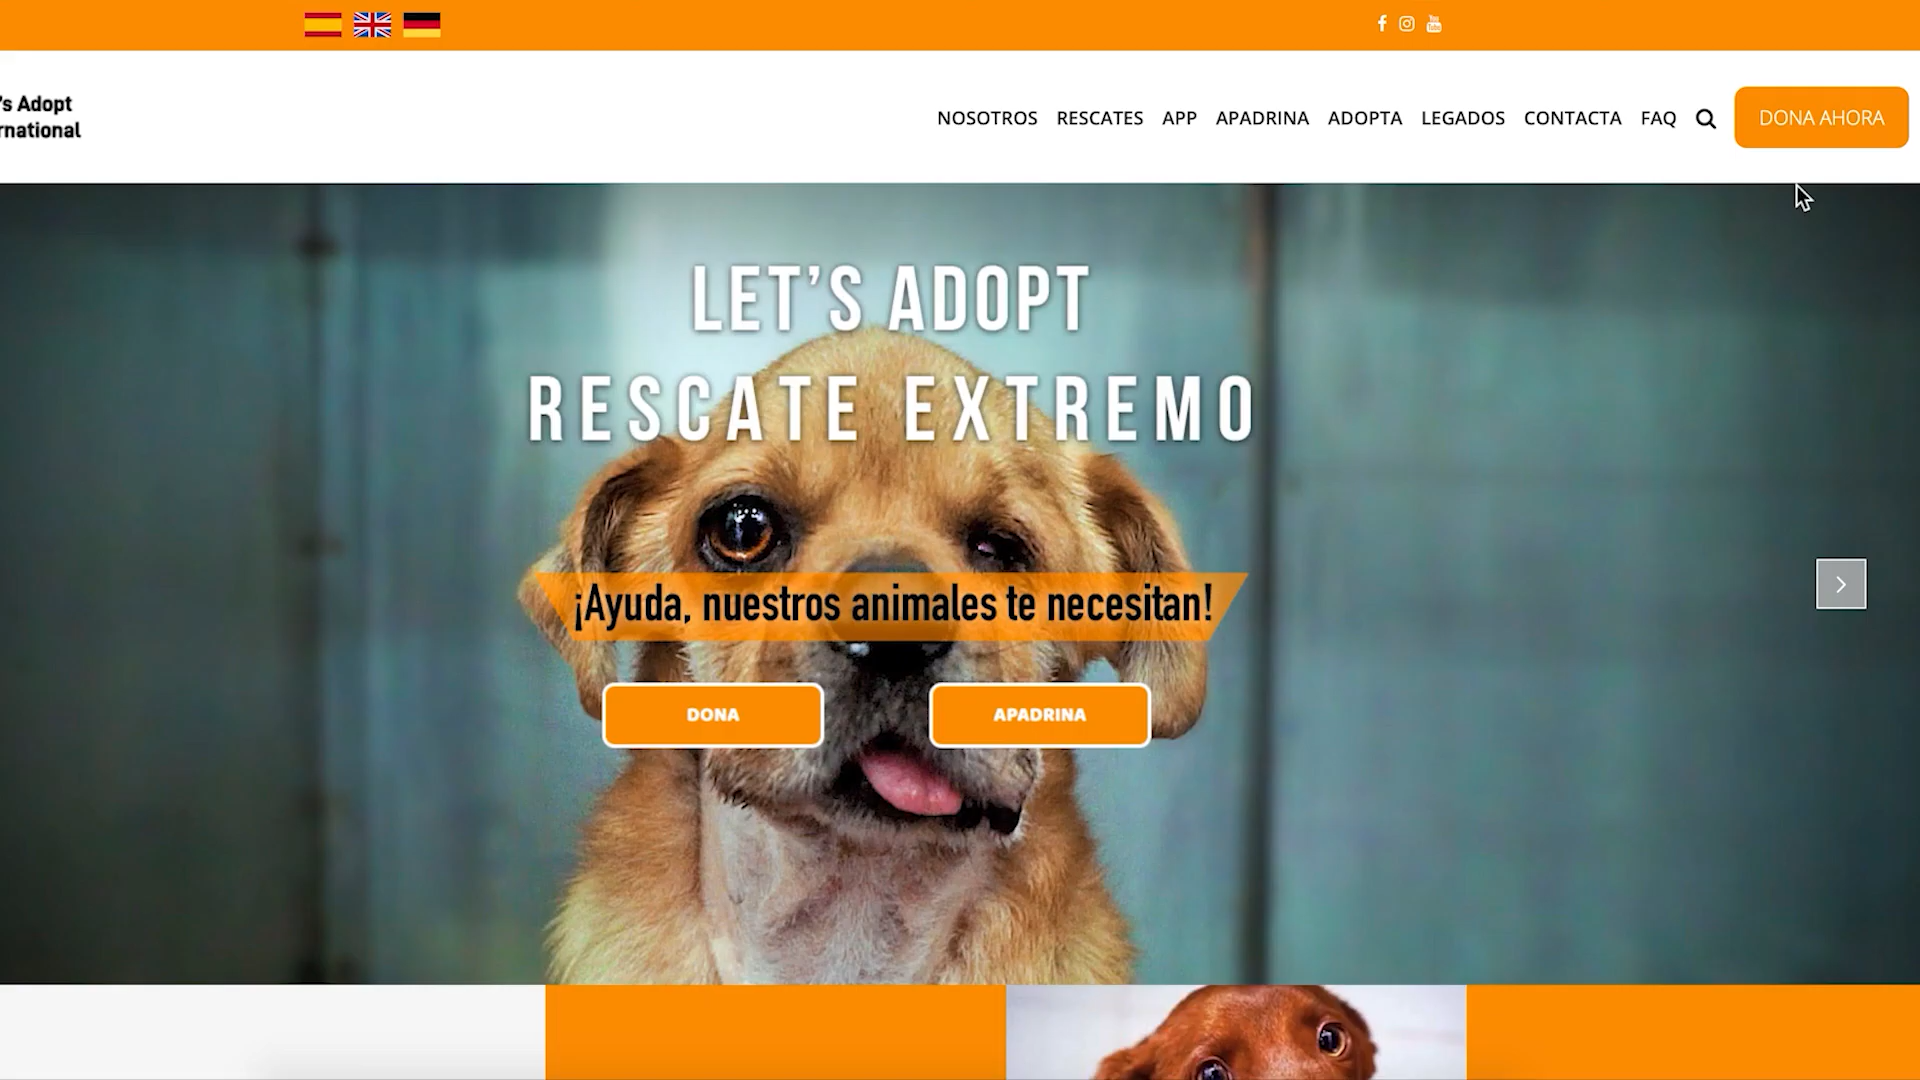 's Adopt
rnational
NOSOTROS RESCATES APP APADRINA ADOPTA LEGADOS CONTACTA FAQ
DONA AHORA
LET'S ADOPT
RESCATE EXTREMO
¡Ayuda, nuestros animales te necesitan!
DONA
APADRINA